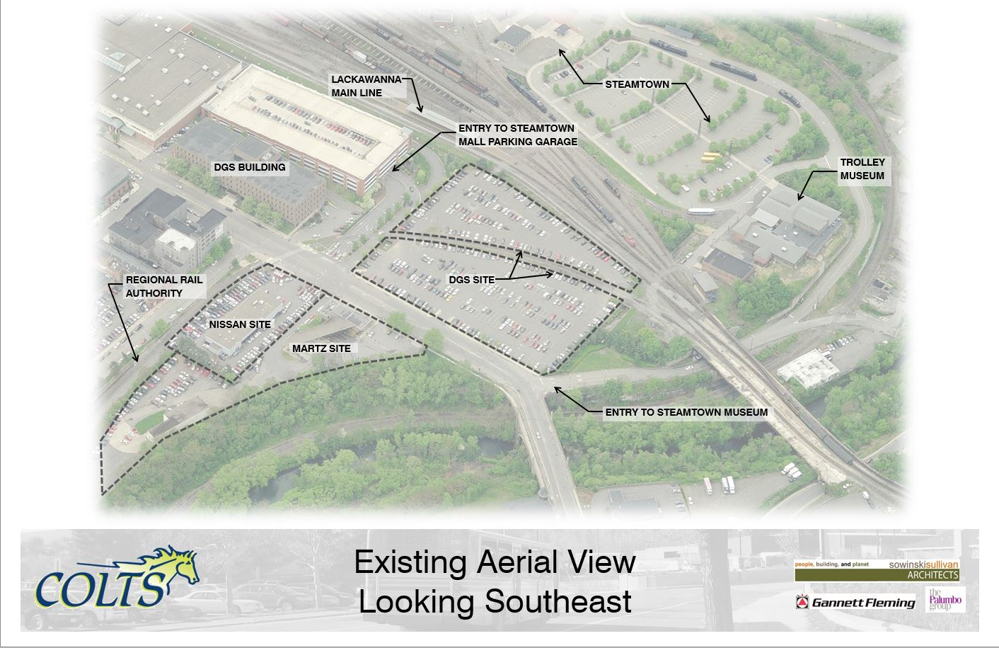 LACKAWANNA
MAIN LINE
STEAMTOWN
ENTRY TO STEAMTOWN
MALL PARKING GARAGE
DGS BUILDING
TROLLEY
MUSEUM
REGIONAL RAIL
AUTHORITY
DGS SITE
NISSAN SITE
MARTZ SITE
ENTRY TO STEAMTOWN MUSEUM
COLTS
Existing Aerial View
Looking Southeast
people, building, and planet
sowinskisullivan
ARCHITECTS
Gannett Fleming
the
Palumbo
group